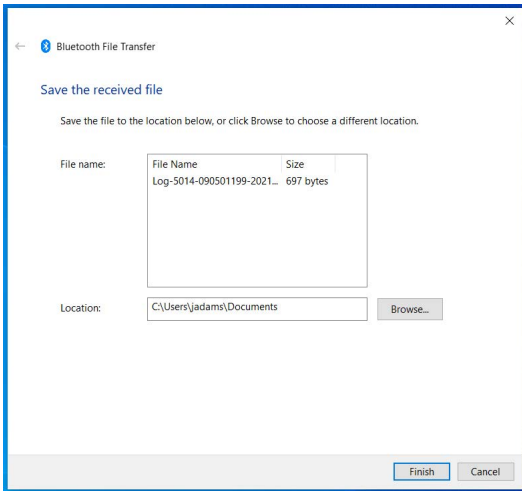 Bluetooth File Transfer
Save the received file
Save the file to the location below, or click Browse to choose a different location.
File name:
File Name Size
Log-5014-090501199-2021... 697 bytes
Location:
C:\Users\jadams\Documents
Browse...
Finish Cancel